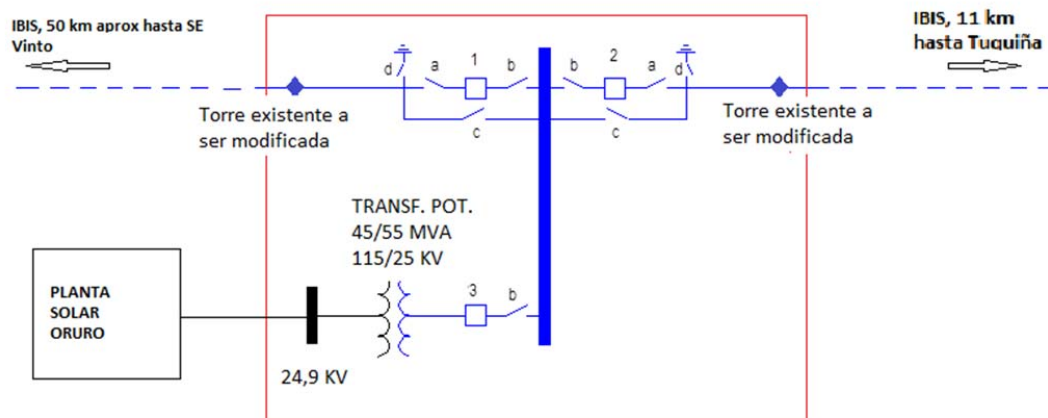 IBIS, 50 km aprox hasta SE
Vinto
IBIS, 11 km
hasta Tuquiña
d
a
1
b
b
2
a
d
c
c
Torre existente a
ser modificada
Torre existente a
ser modificada
TRANSF. POT.
45/55 MVA
115/25 KV
3
b
PLANTA
SOLAR
ORURO
24,9 KV